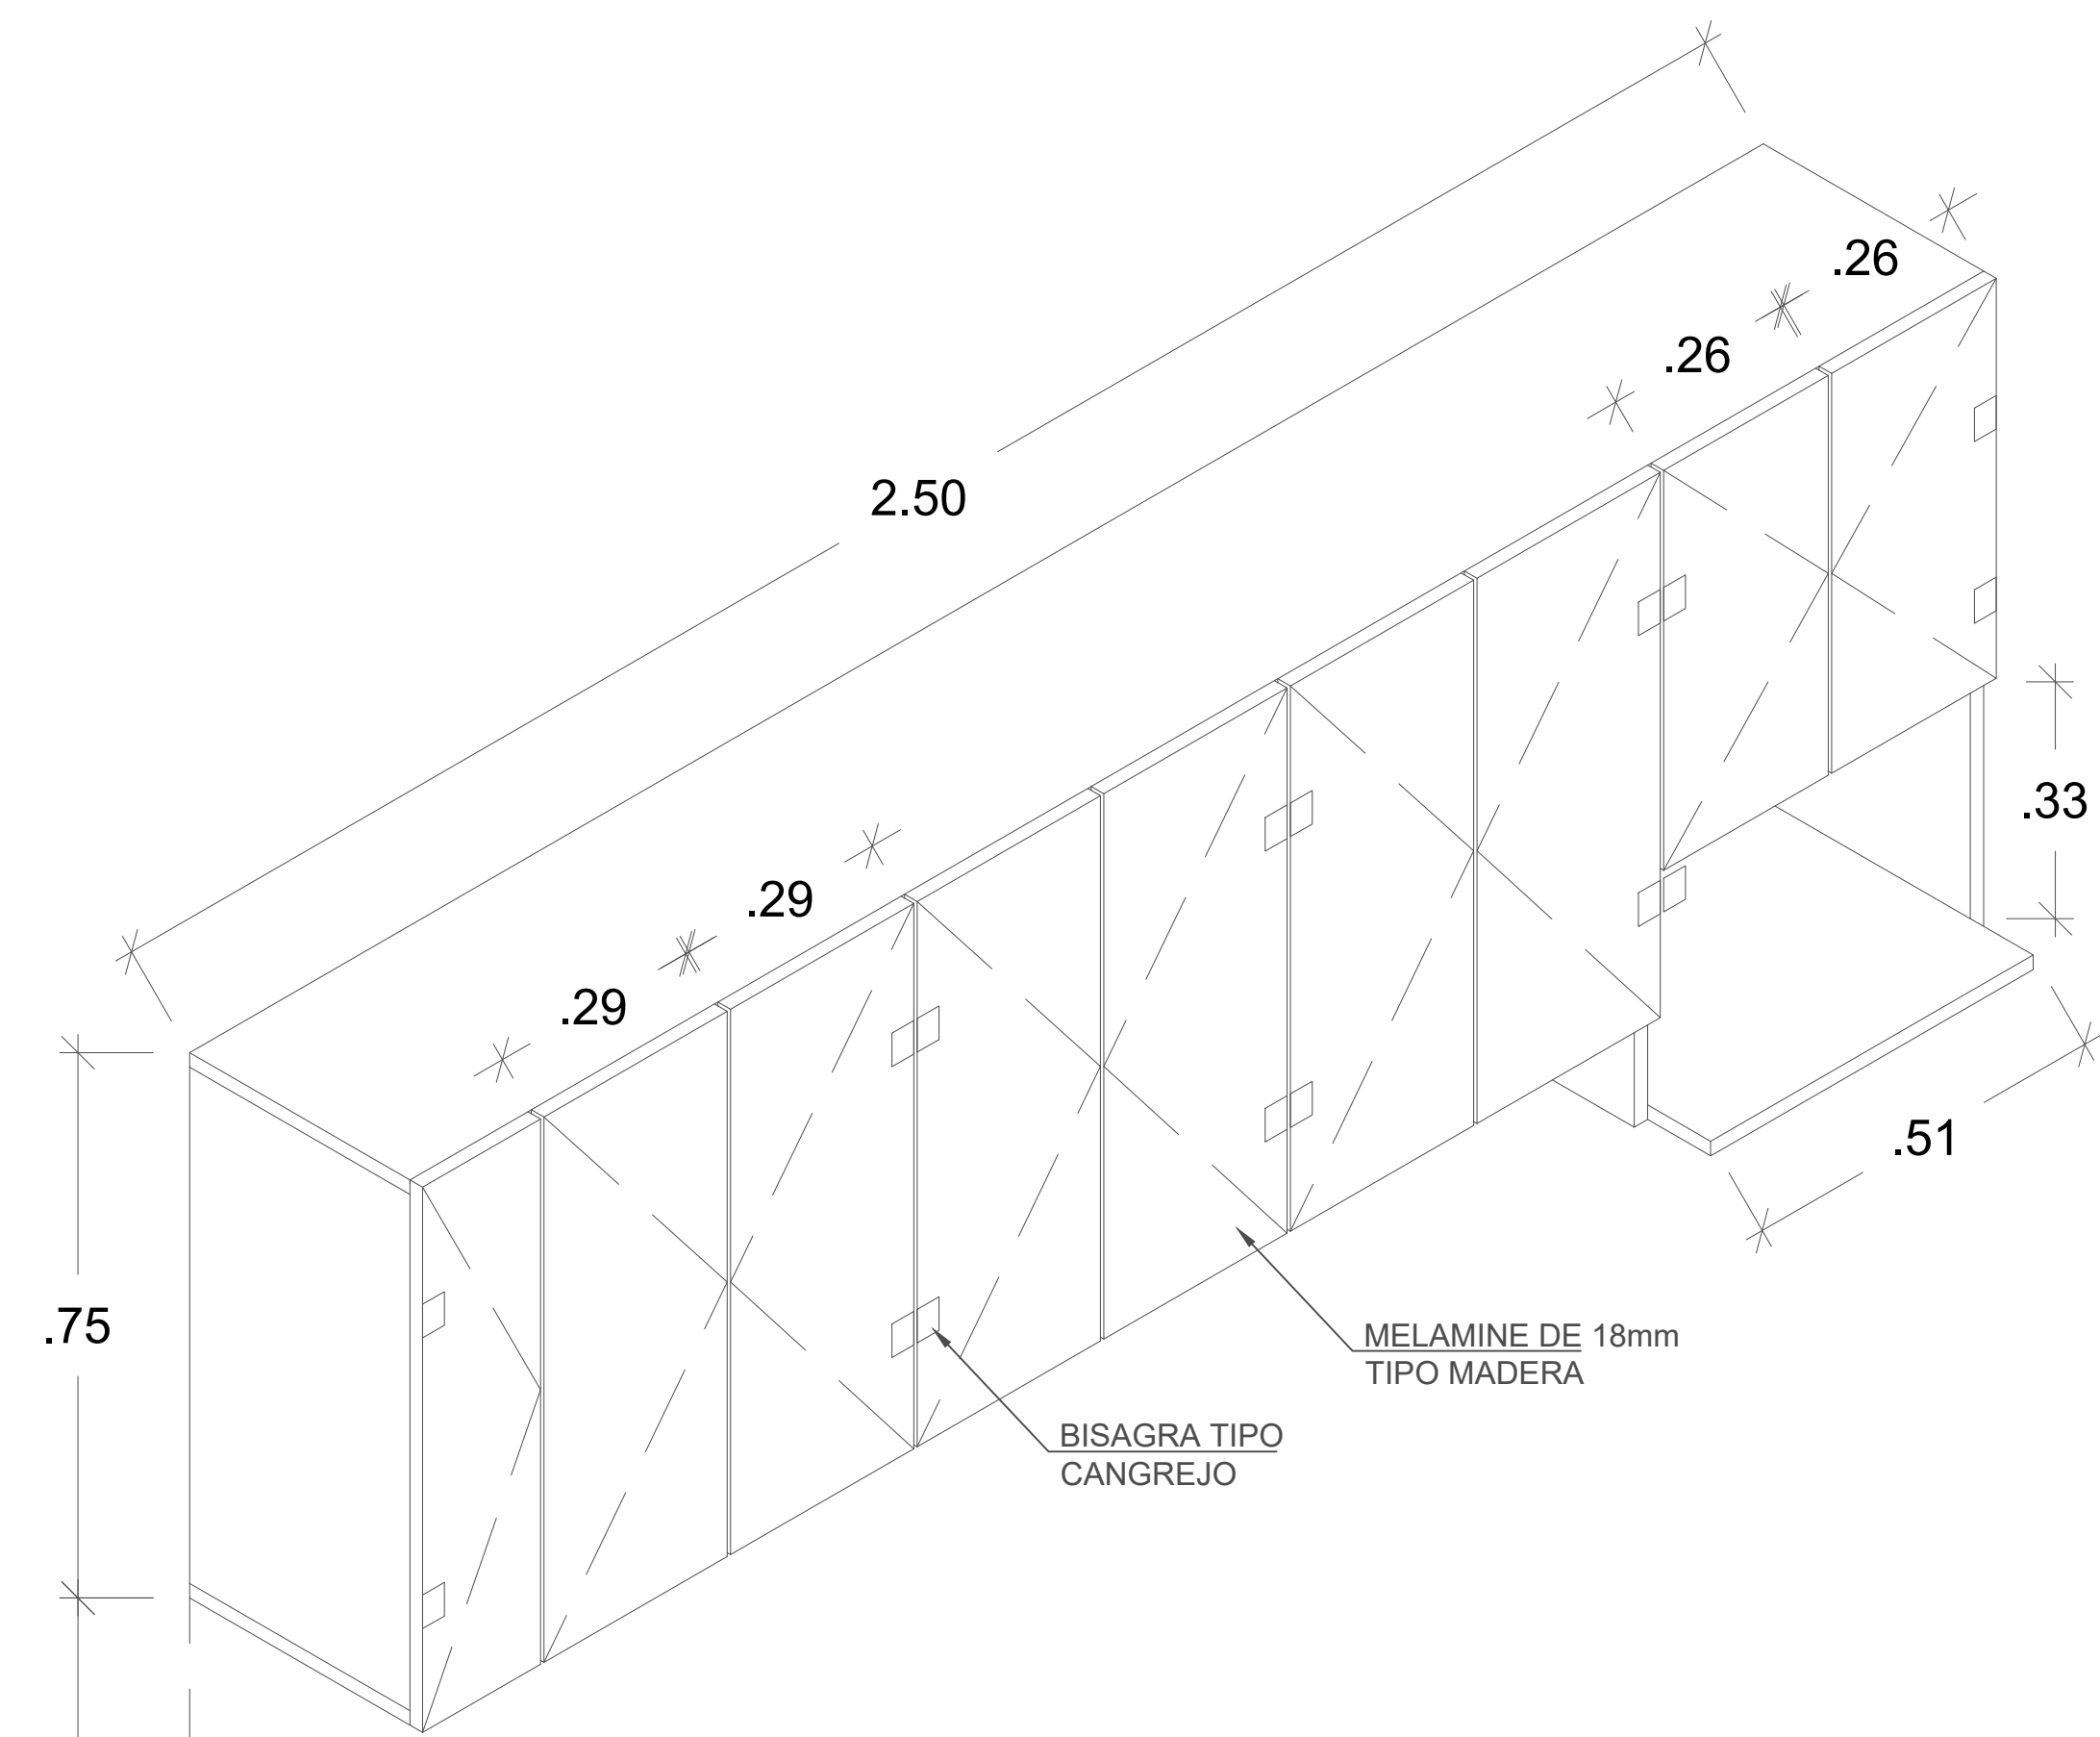 .26
.26
2.50
.33
.29
.29
.51
.75
MELAMINE DE 18mm
TIPO MADERA
BISAGRA TIPO
CANGREJO